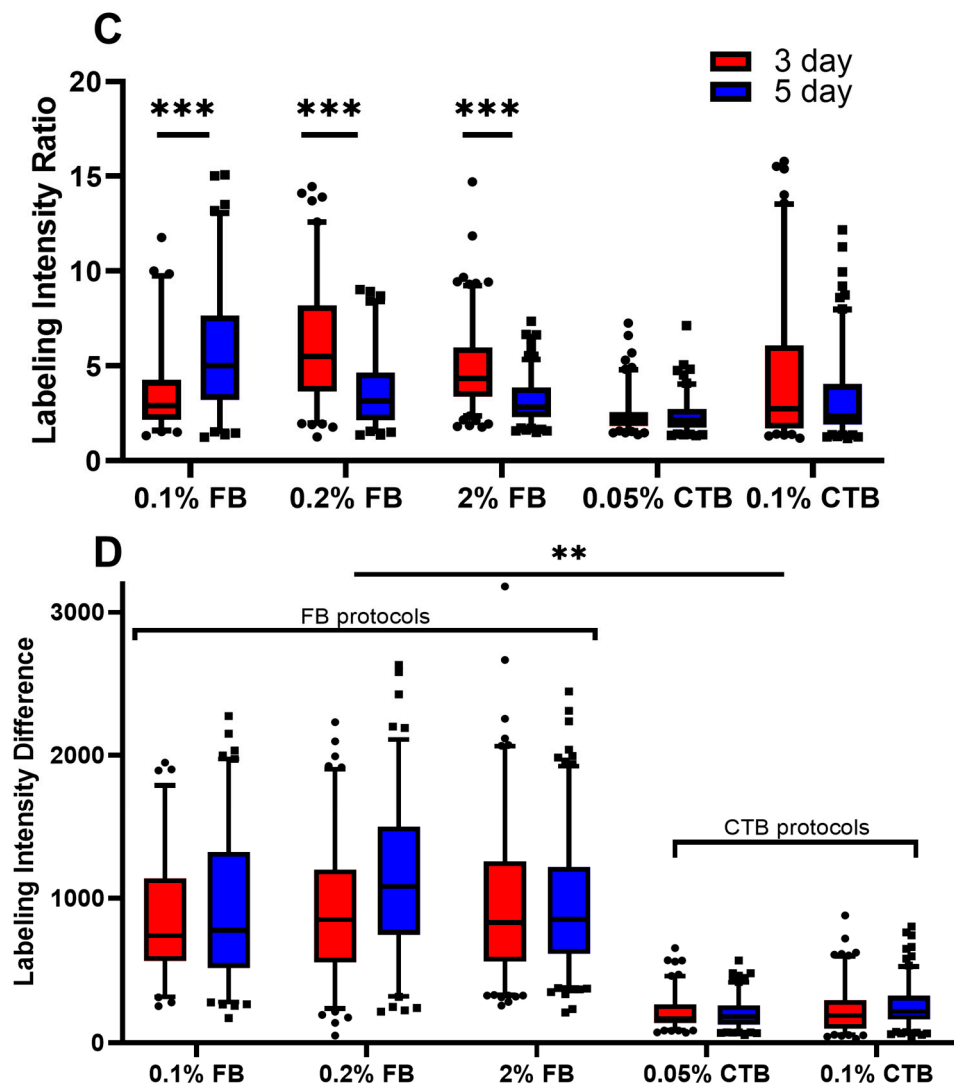 C
3 day
5 day
Labeling Intensity Ratio
20
15
10
5
0
*** *** ***
0.1% FB 0.2% FB 2% FB 0.05% CTB 0.1% CTB
D
**
Labeling Intensity Difference
3000
2000
1000
0
FB protocols
CTB protocols
0.1% FB 0.2% FB 2% FB 0.05% CTB 0.1% CTB